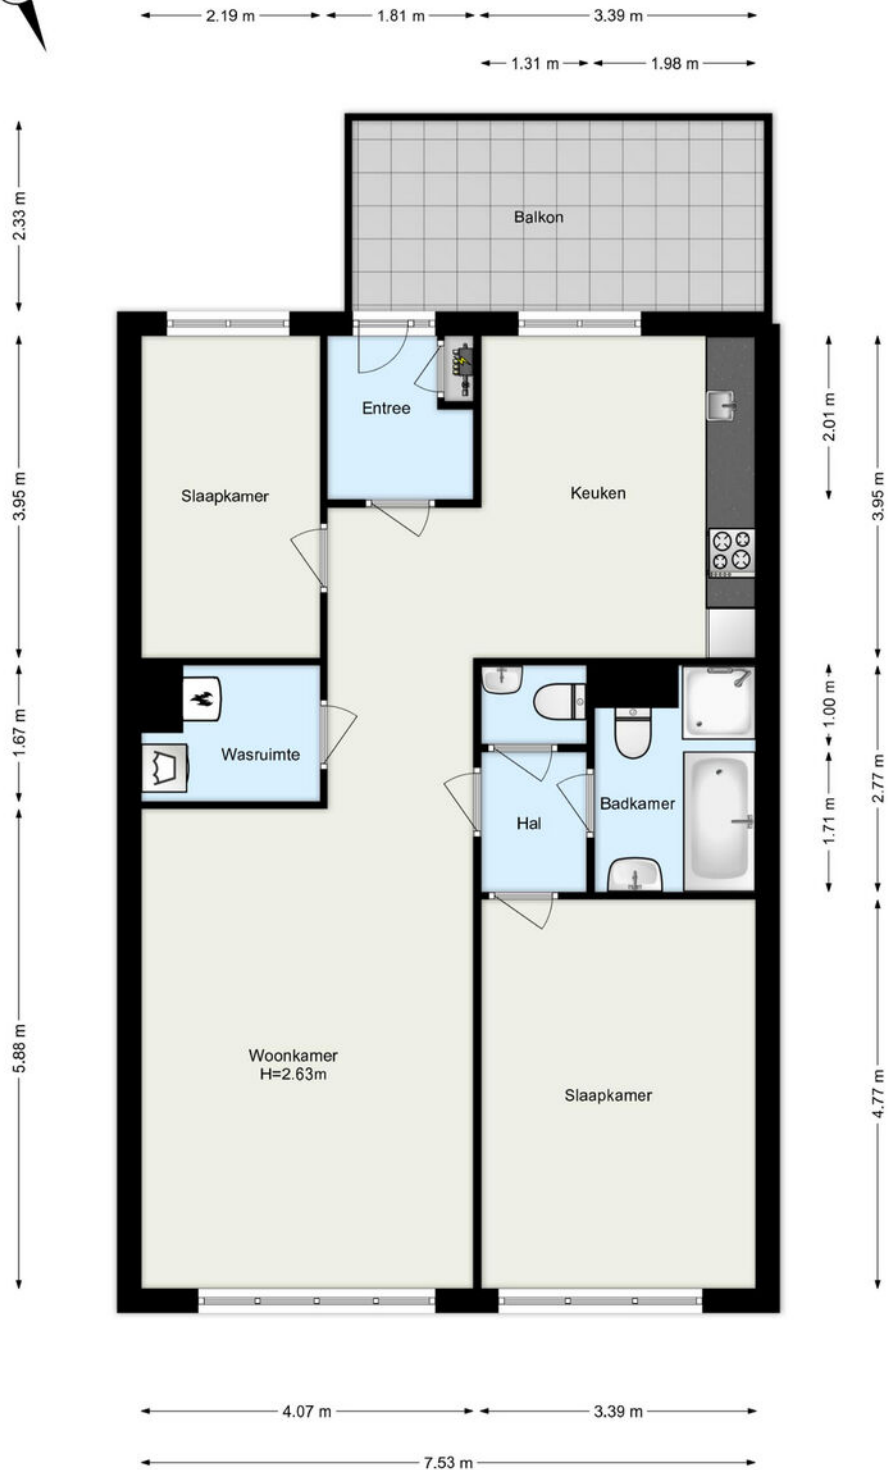 2.19 m
1.81 m
3.39 m
1.31 m
1.98 m
2.33 m
Balkon
Entree
2.01 m
3.95 m
Slaapkamer
Keuken
3.95 m
1.67 m
Wasruimte
1.00 m
2.77 m
Badkamer
Hal
1.71 m
5.88 m
Woonkamer
H=2.63m
Slaapkamer
4.77 m
4.07 m
3.39 m
7.53 m